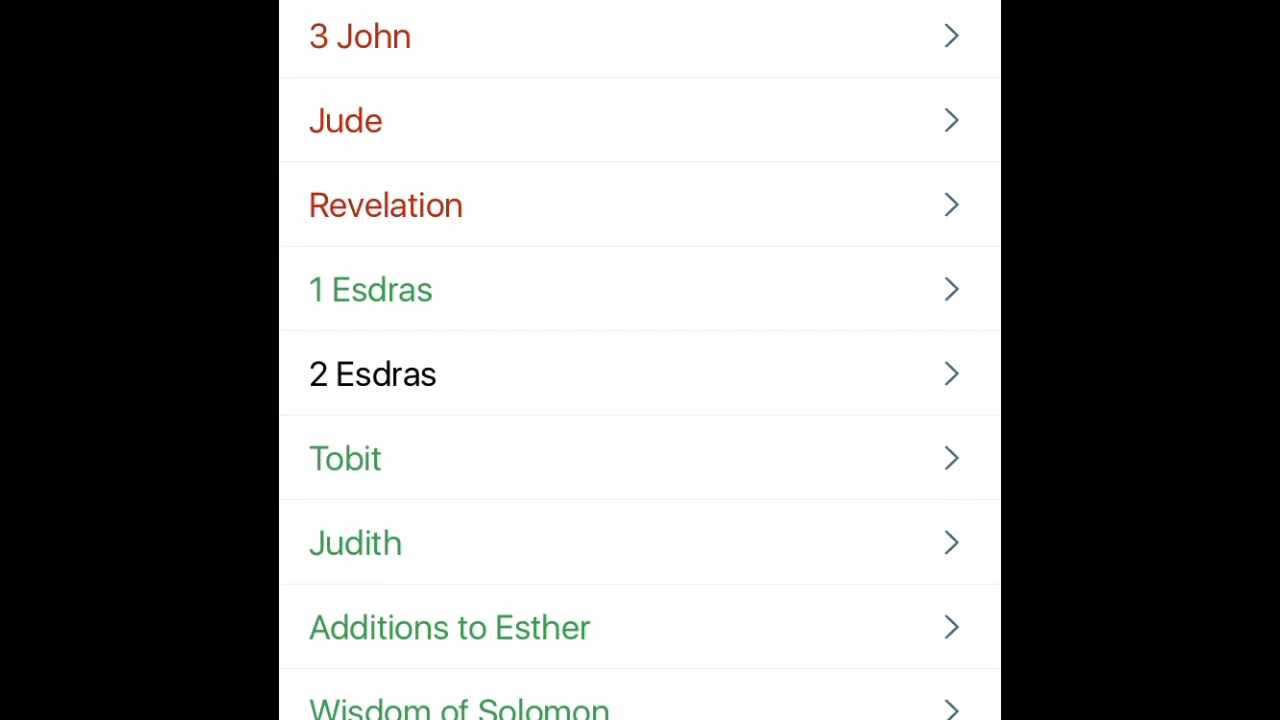 3 John
Jude
Revelation
1 Esdras
2 Esdras
Tobit
Judith
Additions to Esther
Wisdom of Solomon